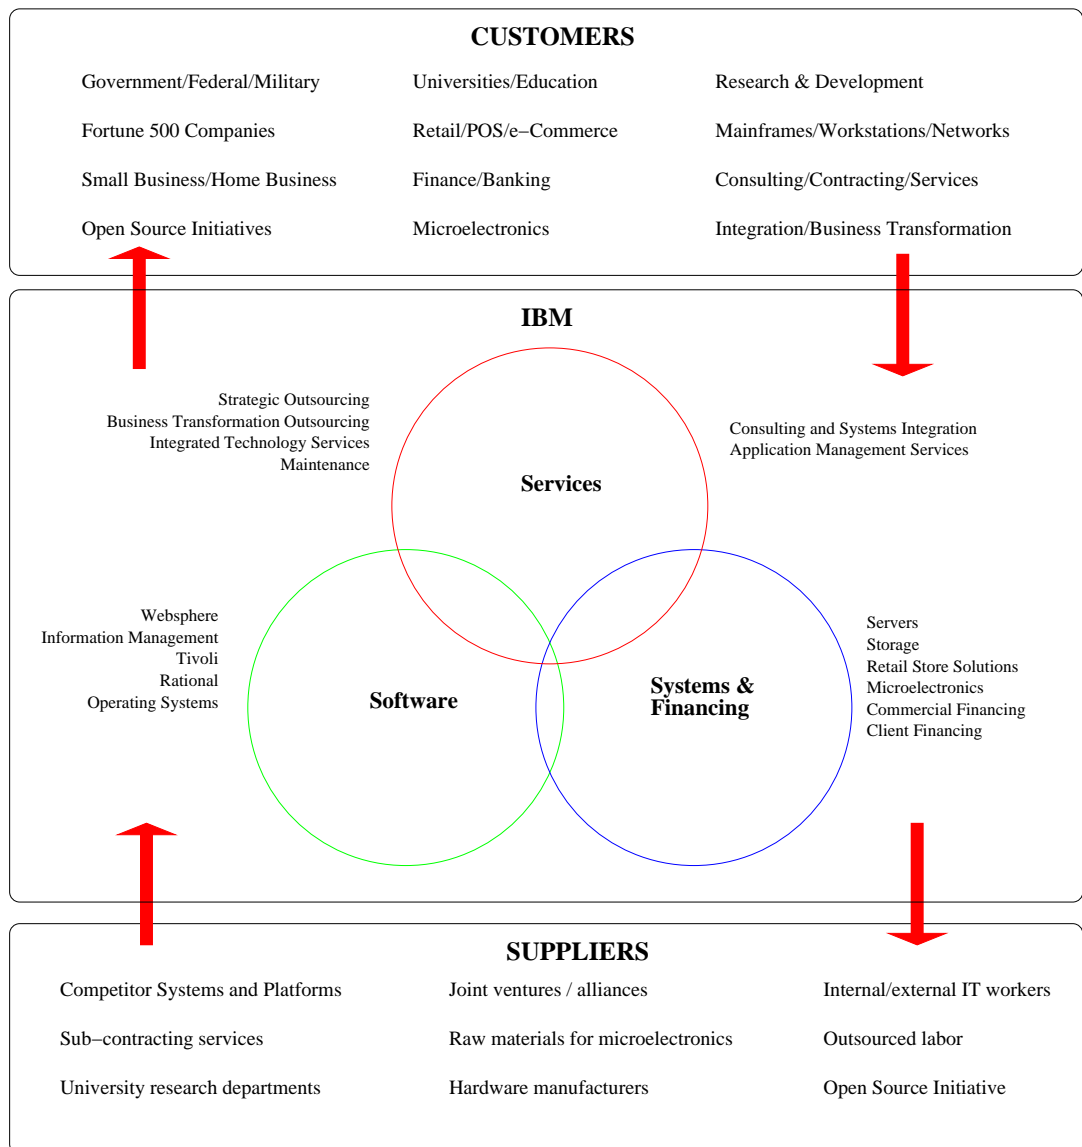 CUSTOMERS
Government/Federal/Military
Universities/Education
Research & Development
Fortune 500 Companies
Retail/POS/e−Commerce
Mainframes/Workstations/Networks
Small Business/Home Business
Finance/Banking
Consulting/Contracting/Services
Open Source Initiatives
Microelectronics
Integration/Business Transformation
IBM
Strategic Outsourcing
Business Transformation Outsourcing
Integrated Technology Services
Maintenance
Consulting and Systems Integration
Application Management Services
Services
Websphere
Information Management
Tivoli
Rational
Operating Systems
Software
Systems &
Financing
Servers
Storage
Retail Store Solutions
Microelectronics
Commercial Financing
Client Financing
SUPPLIERS
Competitor Systems and Platforms
Joint ventures / alliances
Internal/external IT workers
Sub−contracting services
Raw materials for microelectronics
Outsourced labor
University research departments
Hardware manufacturers
Open Source Initiative